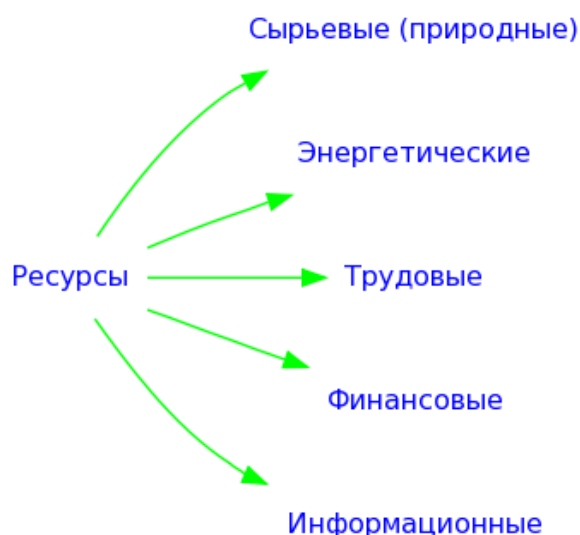 Сырьевые (природные)
Энергетические
Ресурсы
Трудовые
Финансовые
Информационные